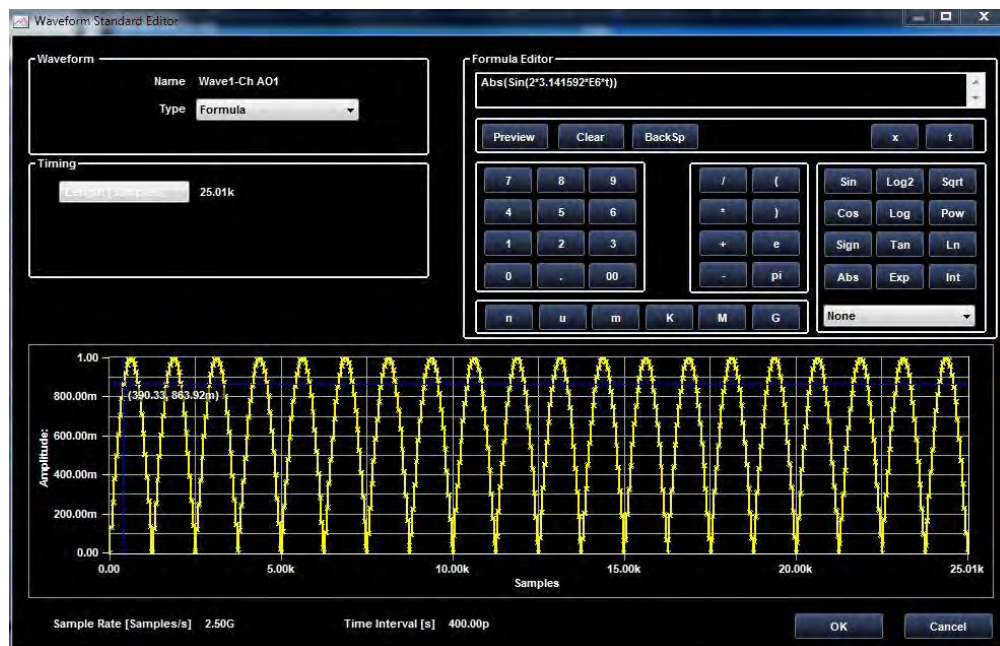 Waveform Standard Editor
Waveform
Name Wave1-Ch AO1
Type Formula
Timing
25.01k
Formula Editor
Abs(Sin(2*3.141592*E6*t))
Preview Clear BackSp x t
7 8 9 / ( Sin Log2 Sqrt
4 5 6 * ) Cos Log Pow
1 2 3 + e Sign Tan Ln
0 . 00 - pi Abs Exp Int
n u m K M G None
1.00
800.00m
600.00m
400.00m
200.00m
0.00
Amplitude:
(390.33, 863.92m)
0.00 5.00k 10.00k 15.00k 20.00k 25.01k
Samples
Sample Rate [Samples/s] 2.50G Time Interval [s] 400.00p OK Cancel